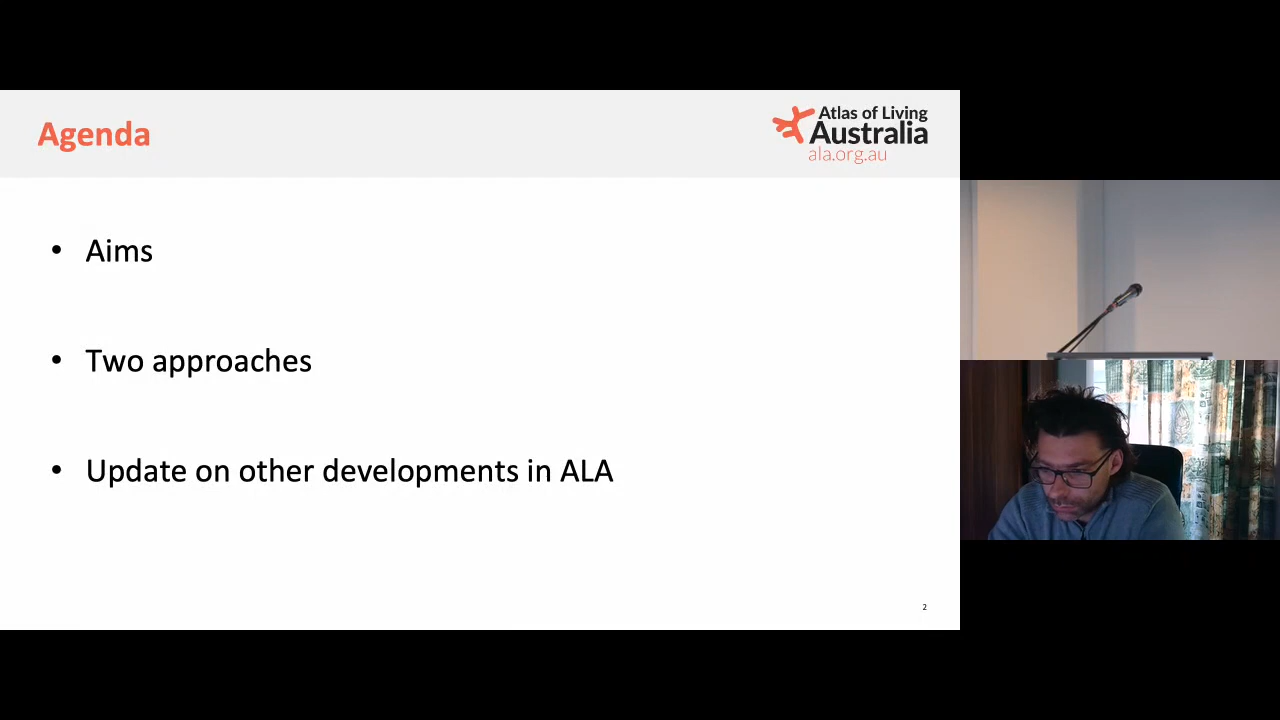 Agenda
Atlas of Living
Australia
ala.org.au
• Aims
• Two approaches
• Update on other developments in ALA
2